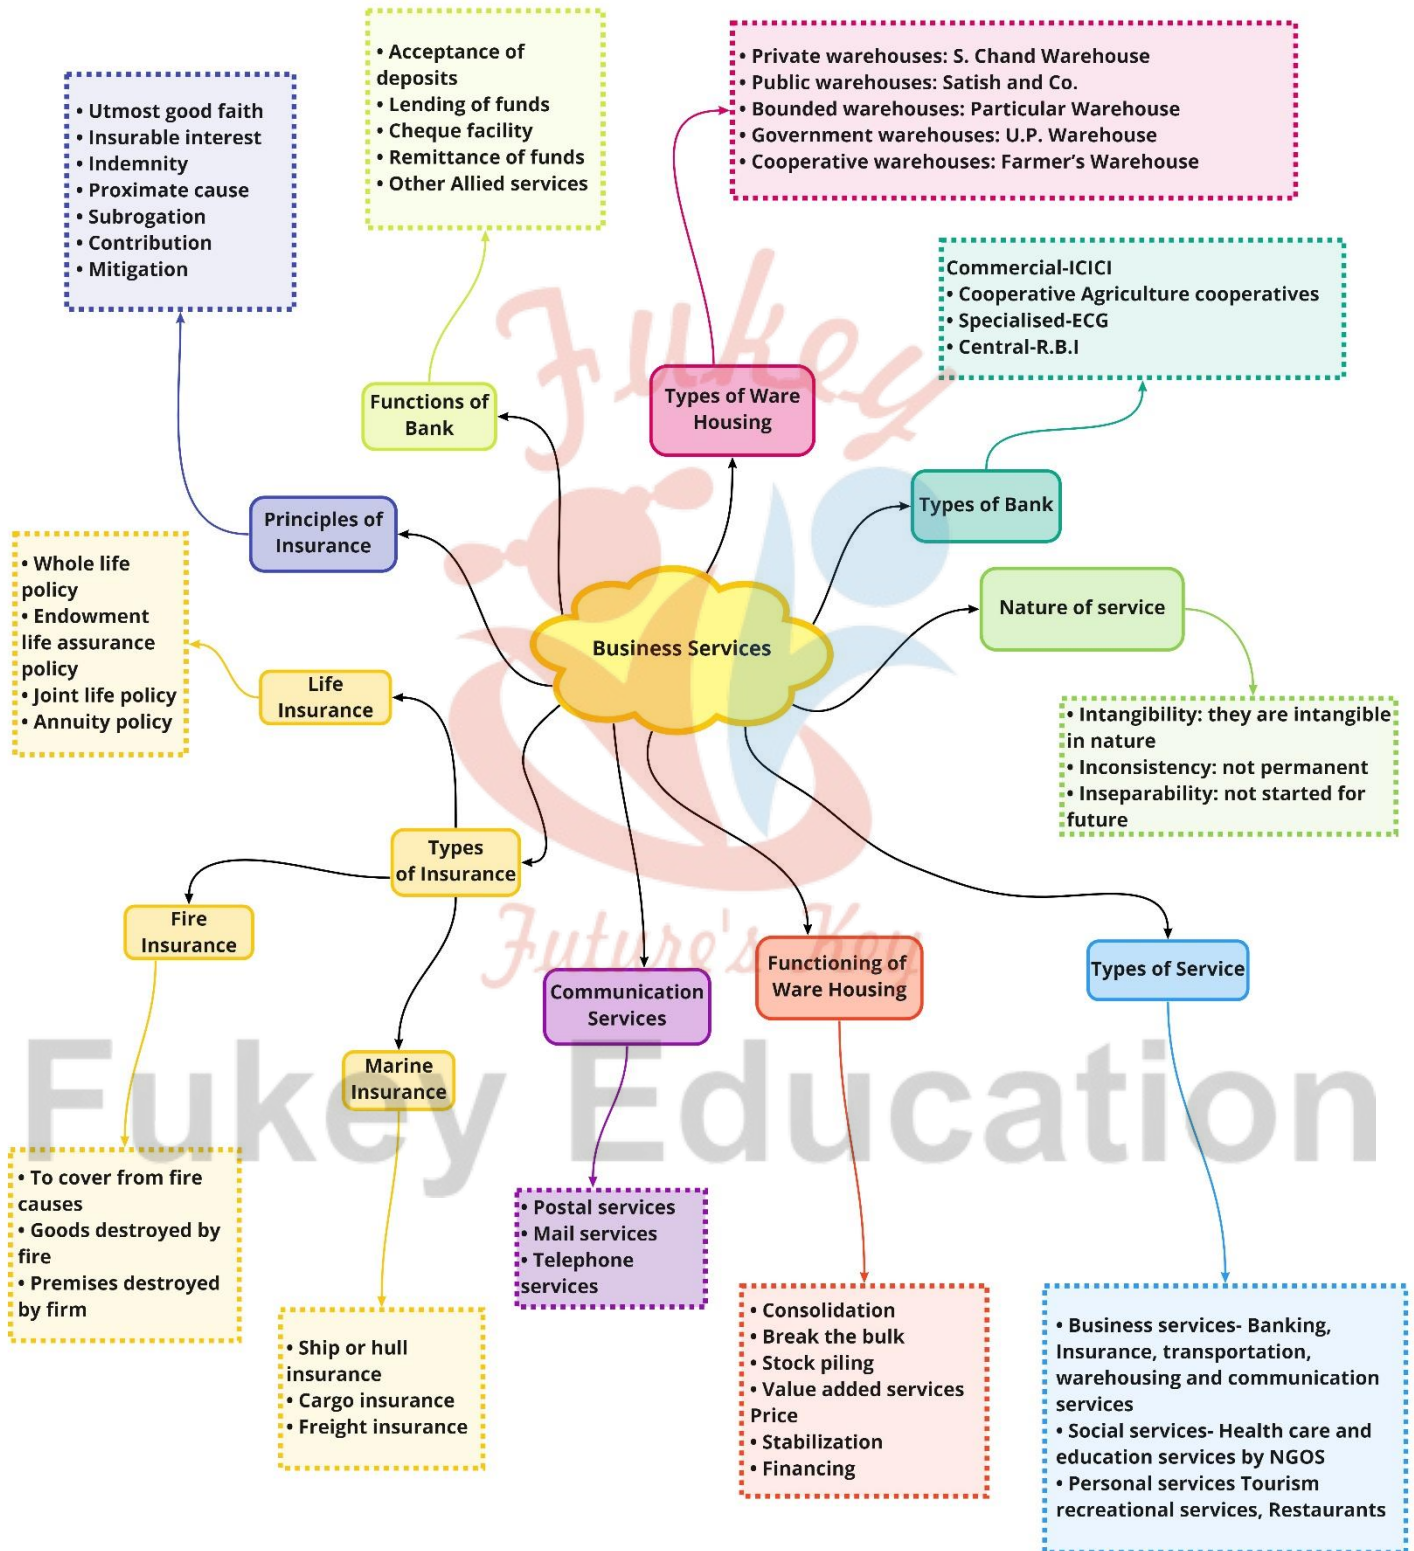 • Acceptance of
deposits
• Lending of funds
• Cheque facility
• Remittance of funds
• Other Allied services
• Private warehouses: S. Chand Warehouse
• Public warehouses: Satish and Co.
• Bounded warehouses: Particular Warehouse
• Government warehouses: U.P. Warehouse
• Cooperative warehouses: Farmer’s Warehouse
• Utmost good faith
• Insurable interest
• Indemnity
• Proximate cause
• Subrogation
• Contribution
• Mitigation
Commercial-ICICI
• Cooperative Agriculture cooperatives
• Specialised-ECG
• Central-R.B.I
Fukey
Functions of
Bank
Types of Ware
Housing
Types of Bank
Principles of
Insurance
• Whole life
policy
• Endowment
life assurance
policy
• Joint life policy
• Annuity policy
Nature of service
Business Services
Life
Insurance
• Intangibility: they are intangible
in nature
• Inconsistency: not permanent
• Inseparability: not started for
future
Types
of Insurance
Fire
Insurance
Future's Key
Functioning of
Ware Housing
Types of Service
Communication
Services
Marine
Insurance
Fukey Education
• To cover from fire
causes
• Goods destroyed by
fire
• Premises destroyed
by firm
• Postal services
• Mail services
• Telephone
services
• Ship or hull
insurance
• Cargo insurance
• Freight insurance
• Consolidation
• Break the bulk
• Stock piling
• Value added services
Price
• Stabilization
• Financing
• Business services- Banking,
Insurance, transportation,
warehousing and communication
services
• Social services- Health care and
education services by NGOS
• Personal services Tourism
recreational services, Restaurants